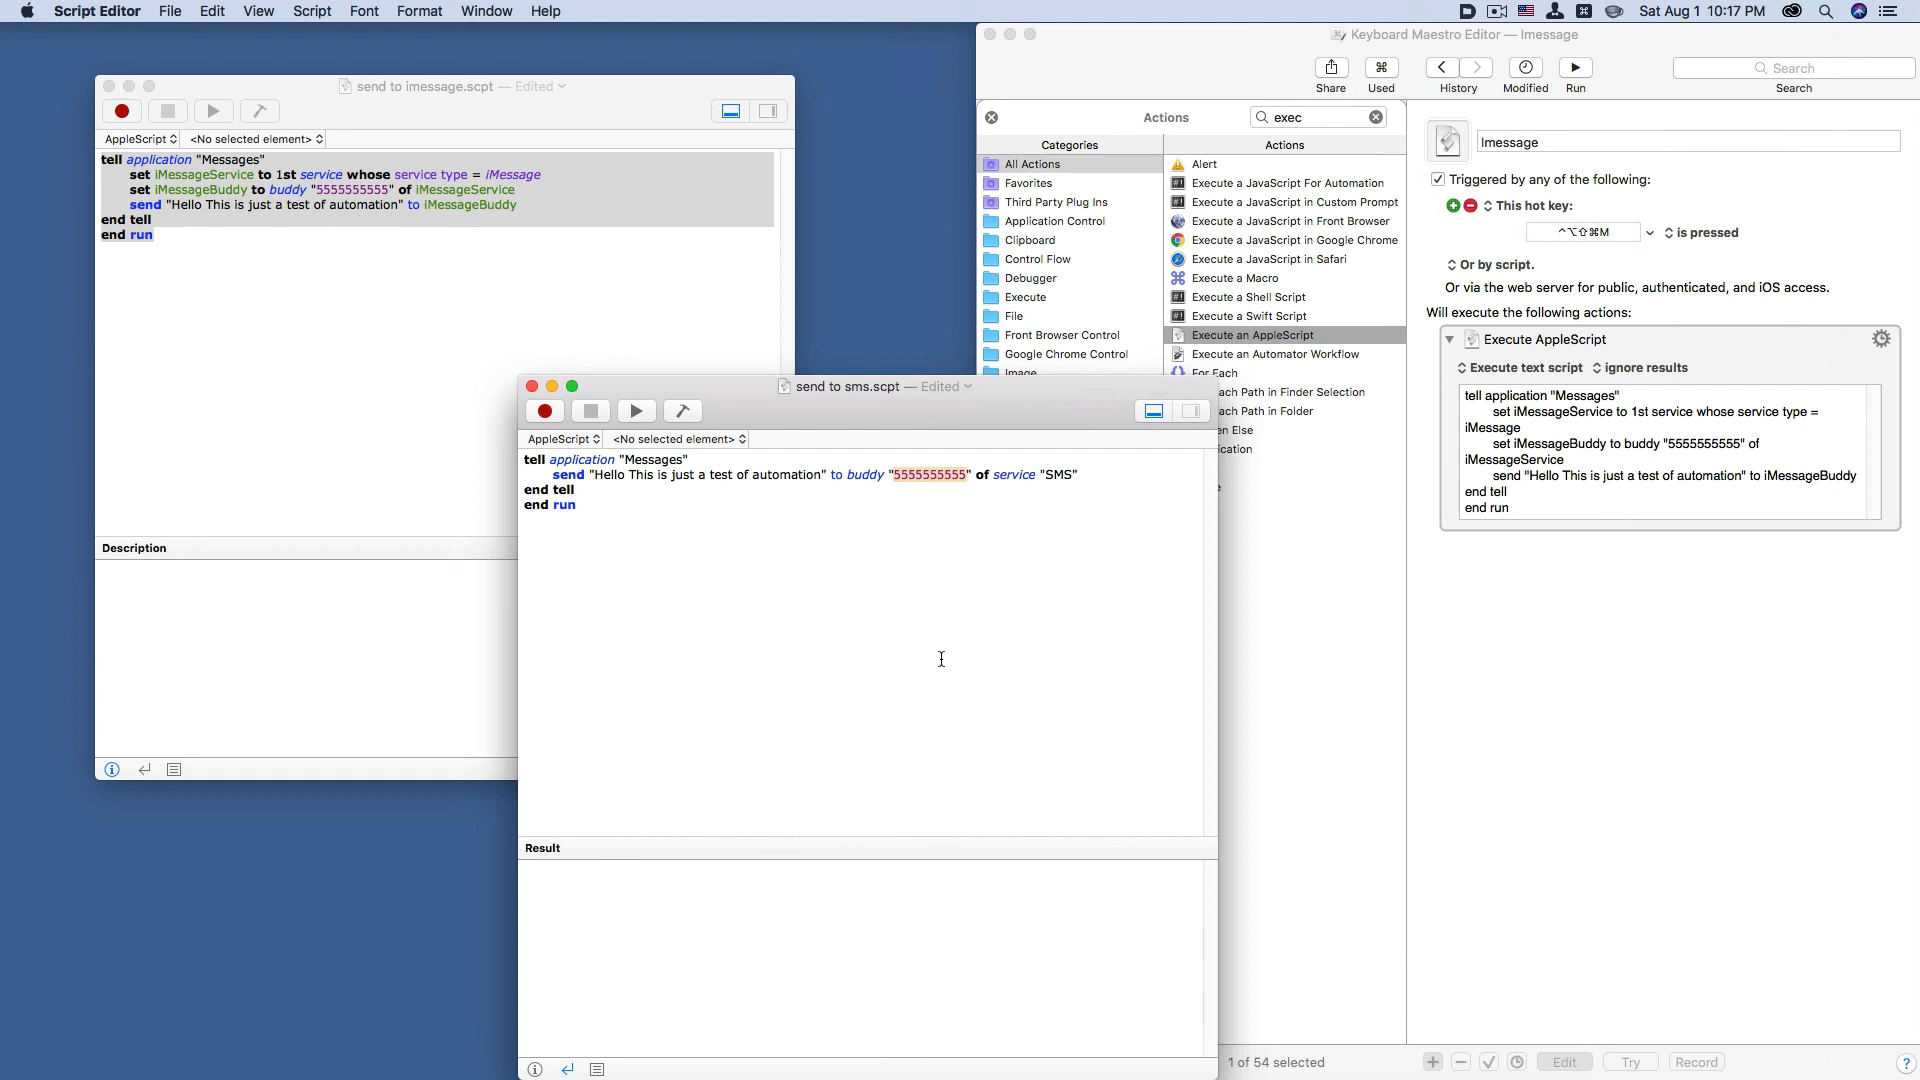 Script Editor File Edit View Script Font Format Window Help
Sat Aug 1 10:17 PM
send to imessage.scpt — Edited
AppleScript <No selected element>
tell application "Messages"
set iMessageService to 1st service whose service type = iMessage
set iMessageBuddy to buddy "5555555555" of iMessageService
send "Hello This is just a test of automation" to iMessageBuddy
end tell
end run
Description
send to sms.scpt — Edited
AppleScript <No selected element>
tell application "Messages"
send "Hello This is just a test of automation" to buddy "5555555555" of service "SMS"
end tell
end run
Result
Keyboard Maestro Editor — Imessage
Share Used History Modified Run Search
Search
Actions
exec
Categories
All Actions
Favorites
Third Party Plug Ins
Application Control
Clipboard
Control Flow
Debugger
Execute
File
Front Browser Control
Google Chrome Control
Image
Actions
Alert
Execute a JavaScript For Automation
Execute a JavaScript in Custom Prompt
Execute a JavaScript in Front Browser
Execute a JavaScript in Google Chrome
Execute a JavaScript in Safari
Execute a Macro
Execute a Shell Script
Execute a Swift Script
Execute an AppleScript
Execute an Automator Workflow
For Each
ach Path in Finder Selection
ach Path in Folder
en Else
ication
Imessage
Triggered by any of the following:
This hot key:
⌃⌥⇧⌘M is pressed
Or by script.
Or via the web server for public, authenticated, and iOS access.
Will execute the following actions:
Execute AppleScript
Execute text script ignore results
tell application "Messages"
set iMessageService to 1st service whose service type =
iMessage
set iMessageBuddy to buddy "5555555555" of
iMessageService
send "Hello This is just a test of automation" to iMessageBuddy
end tell
end run
1 of 54 selected
Edit Try Record